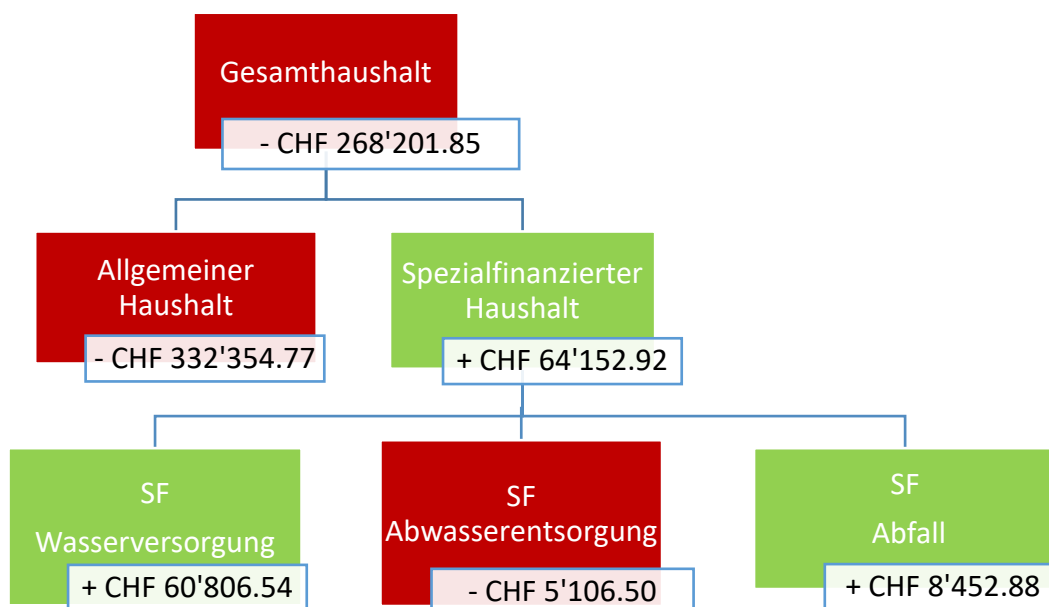 Gesamthaushalt
- CHF 268'201.85
Allgemeiner
Haushalt
- CHF 332'354.77
Spezialfinanzierter
Haushalt
+ CHF 64'152.92
SF
Wasserversorgung
+ CHF 60'806.54
SF
Abwasserentsorgung
- CHF 5'106.50
SF
Abfall
+ CHF 8'452.88